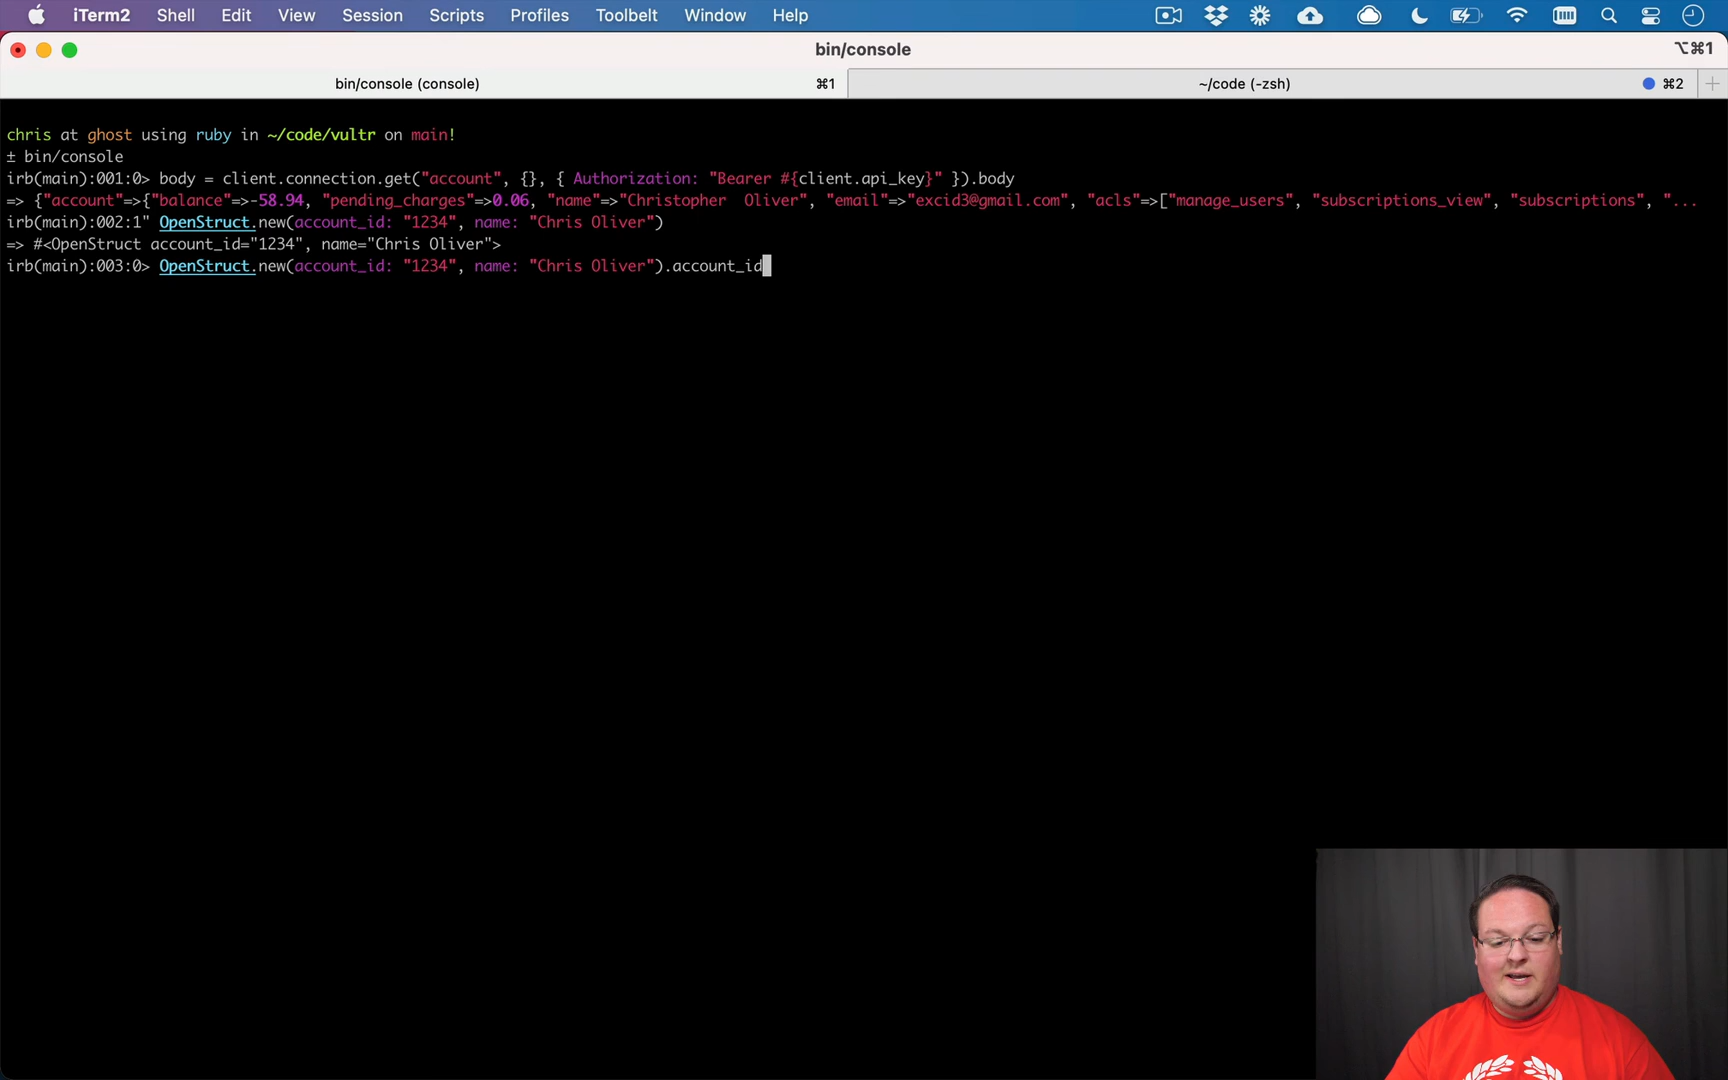 iTerm2 Shell Edit View Session Scripts Profiles Toolbelt Window Help
bin/console ⌥⌘1
bin/console (console) ⌘1 ~/code (-zsh) ⌘2
chris at ghost using ruby in ~/code/vultr on main!
± bin/console
irb(main):001:0> body = client.connection.get("account", {}, { Authorization: "Bearer #{client.api_key}" }).body
=> {"account"=>{"balance"=>-58.94, "pending_charges"=>0.06, "name"=>"Christopher  Oliver", "email"=>"excid3@gmail.com", "acls"=>["manage_users", "subscriptions_view", "subscriptions", "...
irb(main):002:1" OpenStruct.new(account_id: "1234", name: "Chris Oliver")
=> #<OpenStruct account_id="1234", name="Chris Oliver">
irb(main):003:0> OpenStruct.new(account_id: "1234", name: "Chris Oliver").account_id